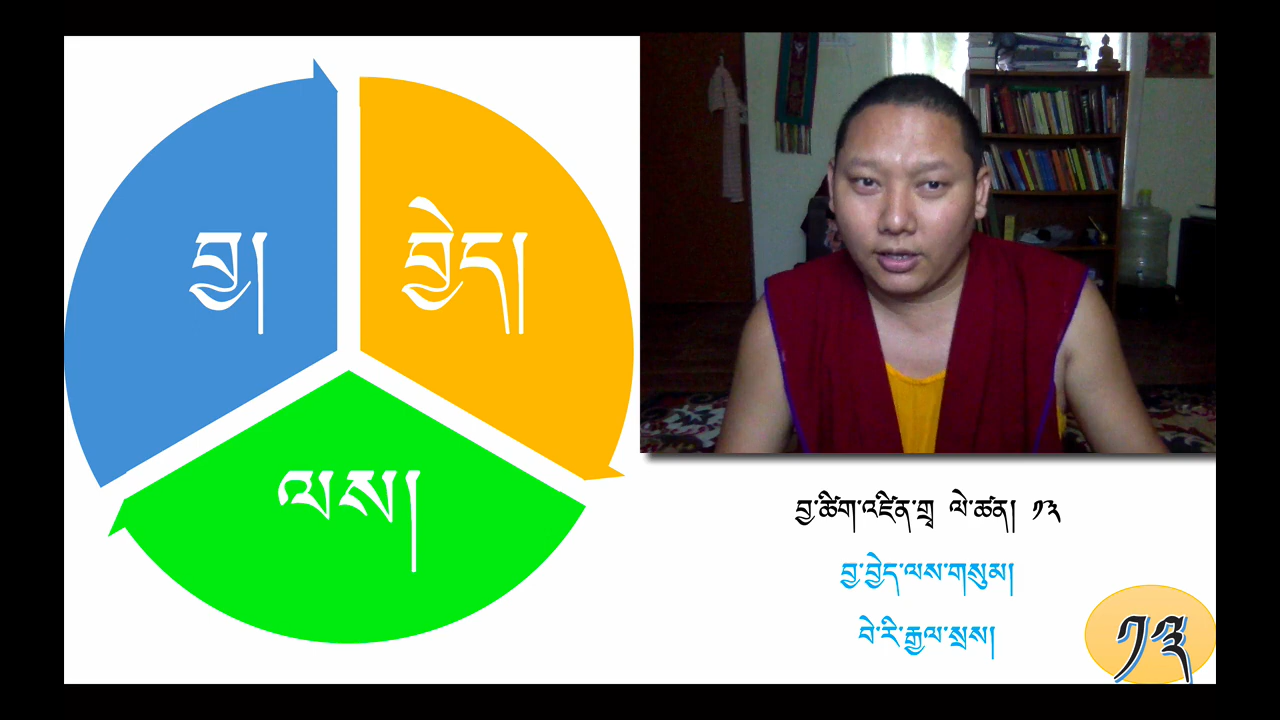 བྱ།
བྱེད།
ལས།
བྱ་ཚིག་འཛིན་གྲྭ ལེ་ཚན། ༡༣
བྱ་བྱེད་ལས་གསུམ།
བེ་རི་རྒྱལ་སྲས།
༡༣